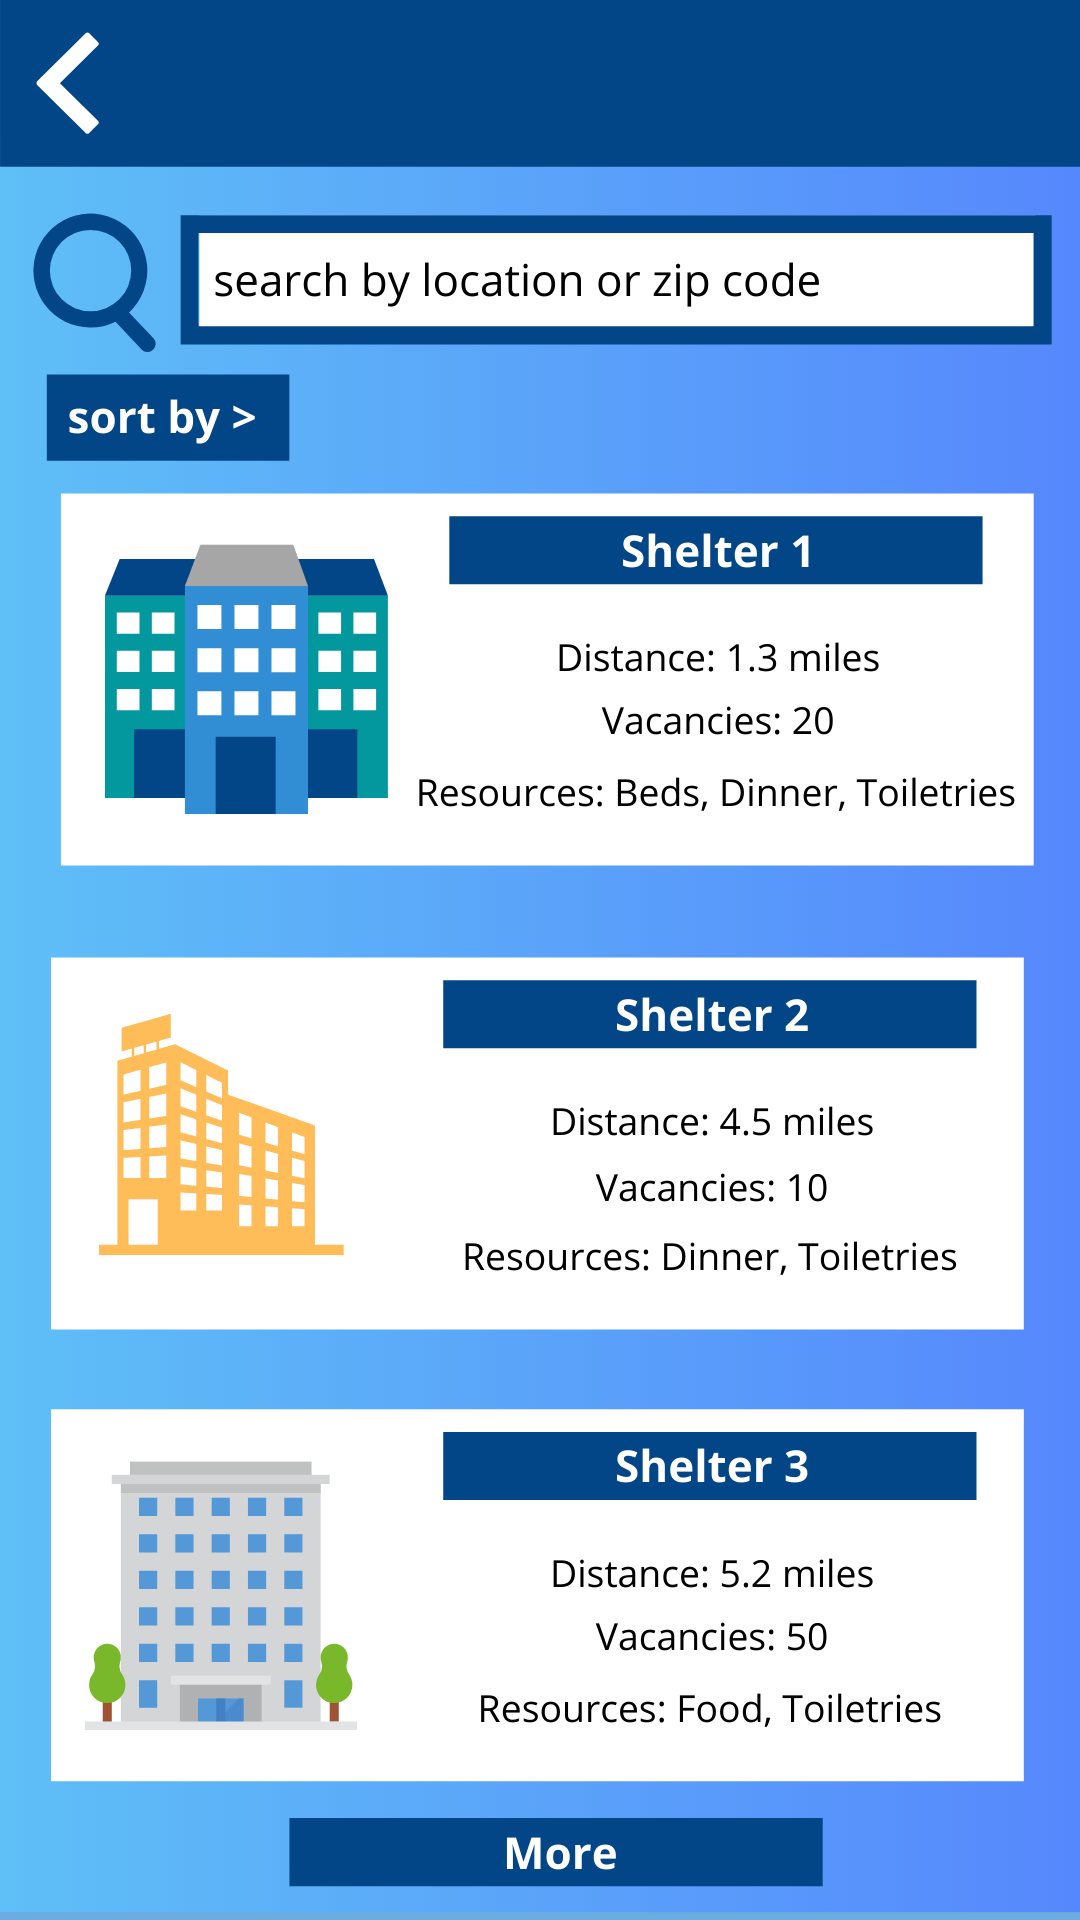 search by location or zip code
sort by >
Shelter 1
Distance: 1.3 miles
Vacancies: 20
Resources: Beds, Dinner, Toiletries
Shelter 2
Distance: 4.5 miles
Vacancies: 10
Resources: Dinner, Toiletries
Shelter 3
Distance: 5.2 miles
Vacancies: 50
Resources: Food, Toiletries
More